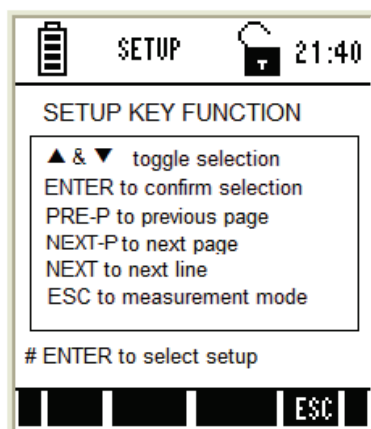 SETUP 21:40
SETUP KEY FUNCTION
▲ & ▼ toggle selection
ENTER to confirm selection
PRE-P to previous page
NEXT-P to next page
NEXT to next line
ESC to measurement mode
# ENTER to select setup
ESC